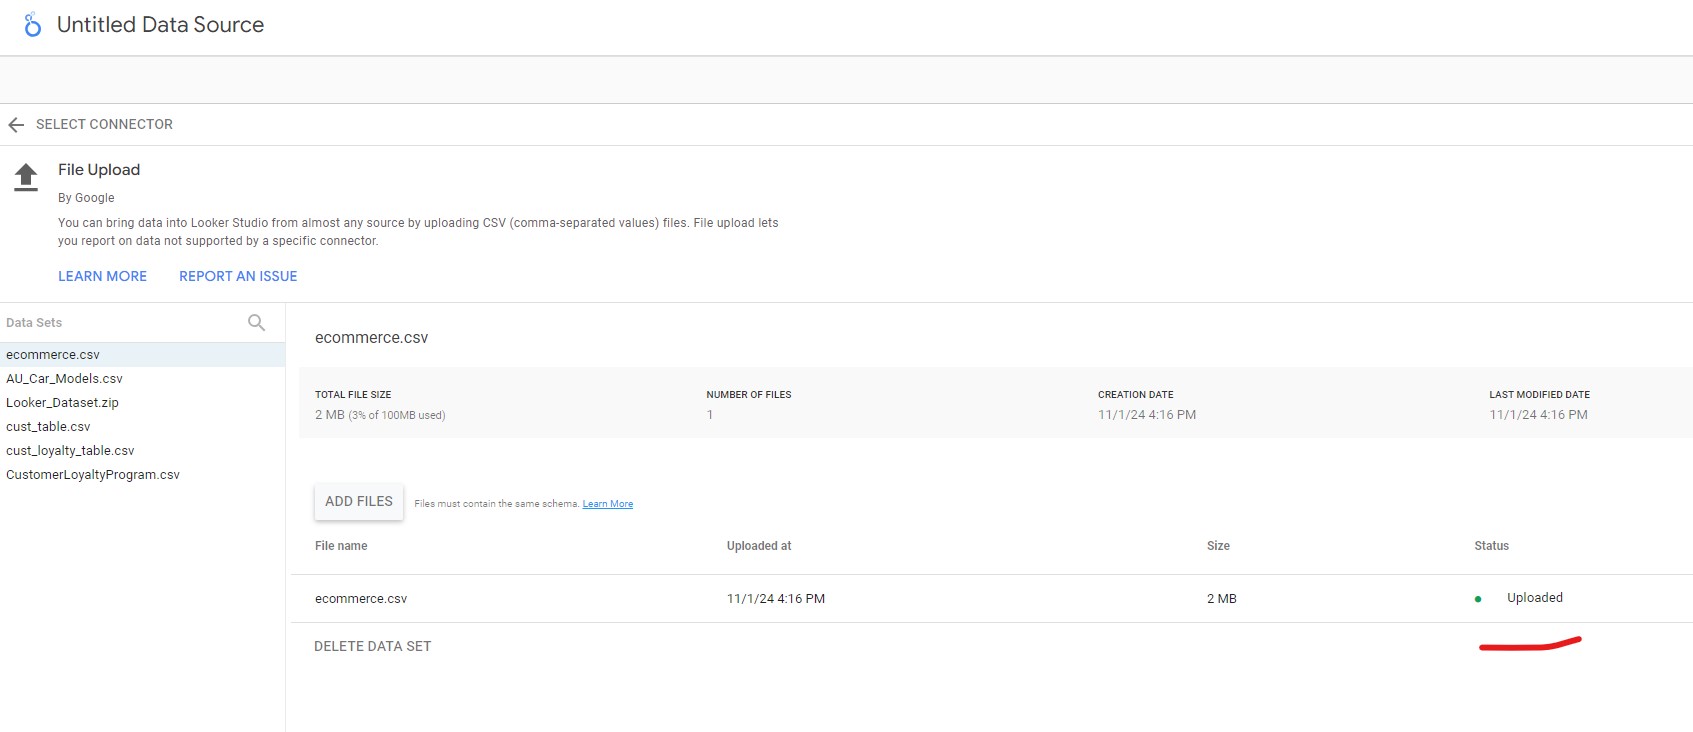 Untitled Data Source
SELECT CONNECTOR
File Upload
By Google
You can bring data into Looker Studio from almost any source by uploading CSV (comma-separated values) files. File upload lets
you report on data not supported by a specific connector.
LEARN MORE REPORT AN ISSUE
Data Sets
ecommerce.csv
AU_Car_Models.csv
Looker_Dataset.zip
cust_table.csv
cust_loyalty_table.csv
CustomerLoyaltyProgram.csv
ecommerce.csv
TOTAL FILE SIZE NUMBER OF FILES CREATION DATE LAST MODIFIED DATE
2 MB (3% of 100MB used) 1 11/1/24 4:16 PM 11/1/24 4:16 PM
ADD FILES Files must contain the same schema. Learn More
File name Uploaded at Size Status
ecommerce.csv 11/1/24 4:16 PM 2 MB Uploaded
DELETE DATA SET